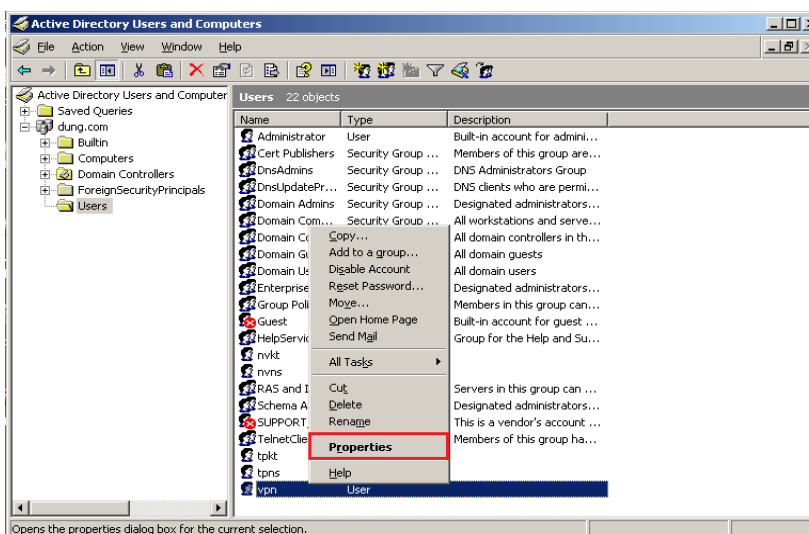 Active Directory Users and Computers
File Action View Window Help
Active Directory Users and Computer
Saved Queries
dung.com
Builtin
Computers
Domain Controllers
ForeignSecurityPrincipals
Users
Users 22 objects
Name Type Description
Administrator User Built-in account for admini...
Cert Publishers Security Group ... Members of this group are...
DnsAdmins Security Group ... DNS Administrators Group
DnsUpdatePr... Security Group ... DNS clients who are permi...
Domain Admins Security Group ... Designated administrators...
Domain Com... Security Group ... All workstations and serve...
Domain Co All domain controllers in th...
Domain Gu All domain guests
Domain Us All domain users
Enterprise Designated administrators...
Group Poli Members in this group can...
Guest Built-in account for guest ...
HelpServic Group for the Help and Su...
nvkt
nvns
RAS and I Servers in this group can ...
Schema A Designated administrators...
SUPPORT_ This is a vendor's account ...
TelnetClie Members of this group ha...
tpkt
tpns
vpn User
Copy...
Add to a group...
Disable Account
Reset Password...
Move...
Open Home Page
Send Mail
All Tasks
Cut
Delete
Rename
Properties
Help
Opens the properties dialog box for the current selection.